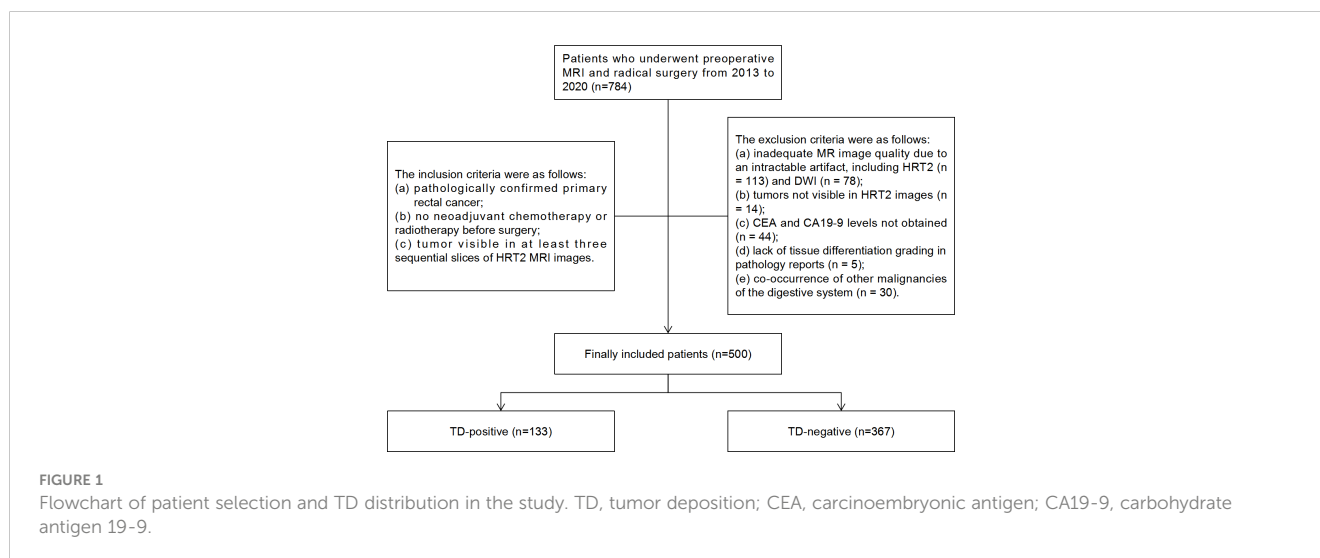 Patients who underwent preoperative
MRI and radical surgery from 2013 to
2020 (n=784)
The inclusion criteria were as follows:
(a) pathologically confirmed primary
rectal cancer;
(b) no neoadjuvant chemotherapy or
radiotherapy before surgery;
(c) tumor visible in at least three
sequential slices of HRT2 MRI images.
The exclusion criteria were as follows:
(a) inadequate MR image quality due to
an intractable artifact, including HRT2 (n
= 113) and DWI (n = 78);
(b) tumors not visible in HRT2 images (n
= 14);
(c) CEA and CA19-9 levels not obtained
(n = 44);
(d) lack of tissue differentiation grading in
pathology reports (n = 5);
(e) co-occurrence of other malignancies
of the digestive system (n = 30).
Finally included patients (n=500)
TD-positive (n=133)
TD-negative (n=367)
FIGURE 1
Flowchart of patient selection and TD distribution in the study. TD, tumor deposition; CEA, carcinoembryonic antigen; CA19-9, carbohydrate
antigen 19-9.